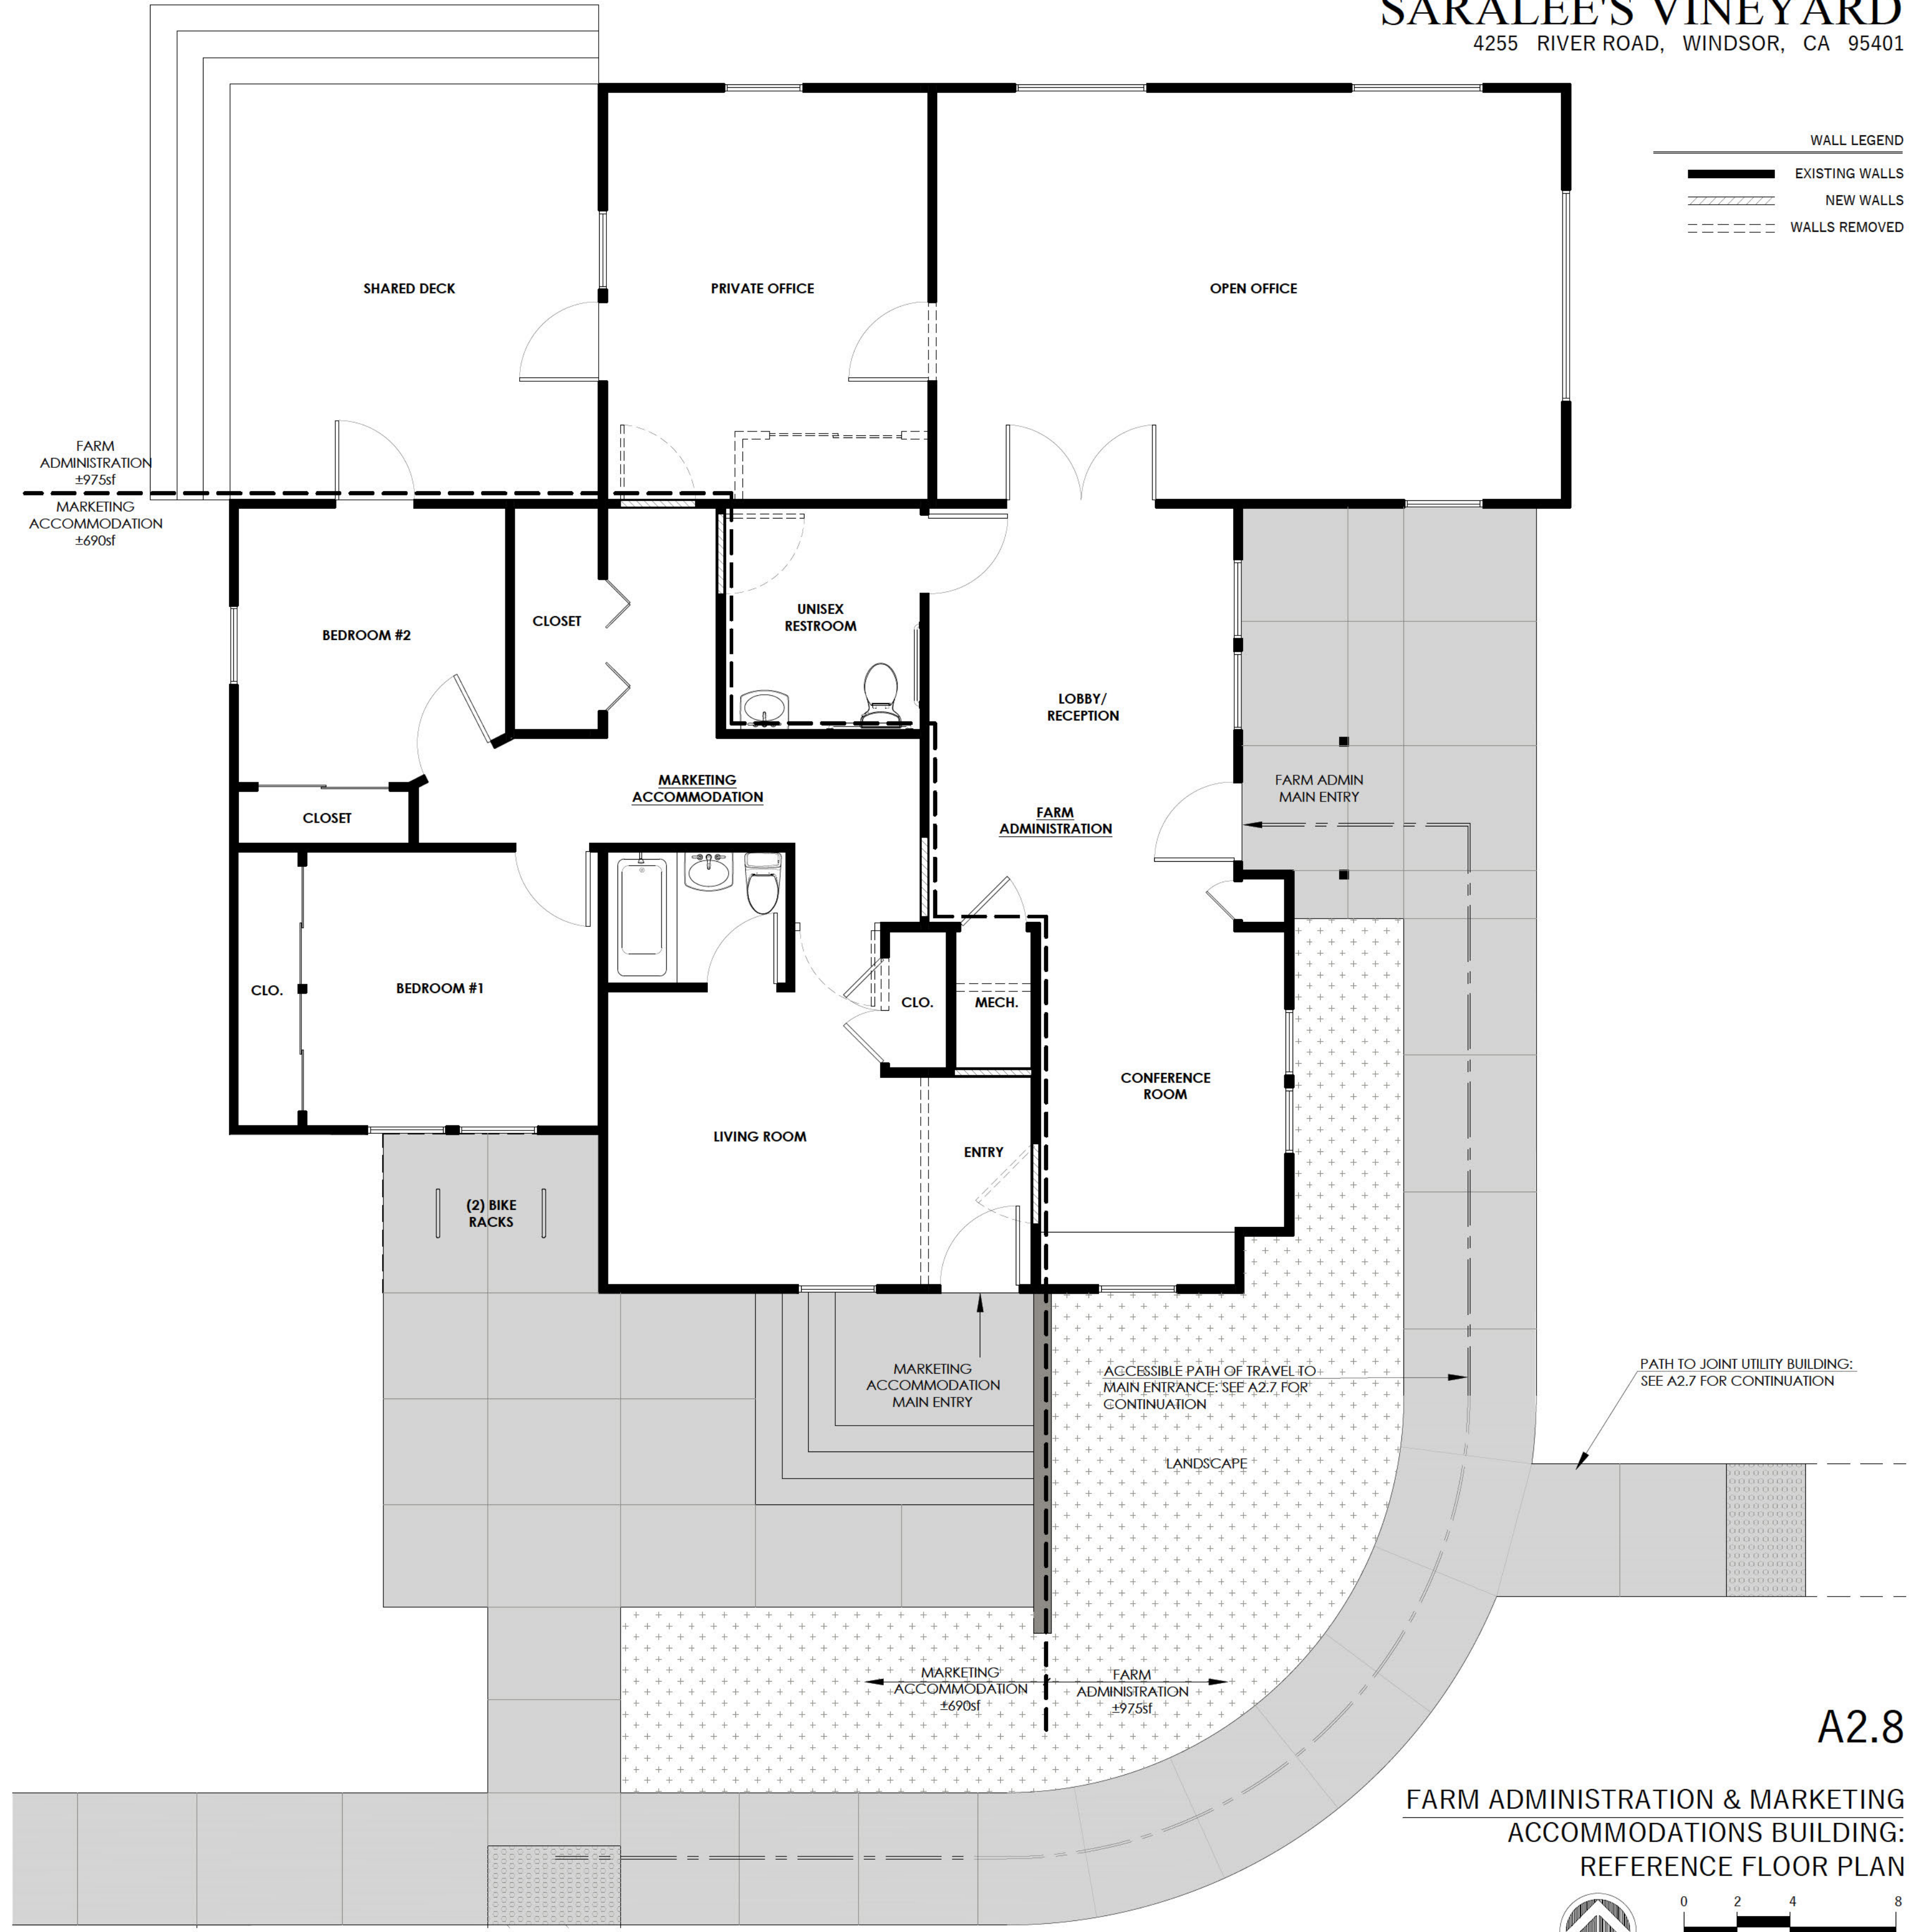 SARALEE'S VINEYARD
4255 RIVER ROAD, WINDSOR, CA 95401
WALL LEGEND
EXISTING WALLS
NEW WALLS
WALLS REMOVED
SHARED DECK
PRIVATE OFFICE
OPEN OFFICE
FARM
ADMINISTRATION
±975sf
MARKETING
ACCOMMODATION
±690sf
BEDROOM #2
CLOSET
UNISEX
RESTROOM
LOBBY/
RECEPTION
MARKETING
ACCOMMODATION
FARM
ADMINISTRATION
FARM ADMIN
MAIN ENTRY
CLOSET
CLO.
BEDROOM #1
CLO.
MECH.
CONFERENCE
ROOM
LIVING ROOM
ENTRY
(2) BIKE
RACKS
MARKETING
ACCOMMODATION
MAIN ENTRY
ACCESSIBLE PATH OF TRAVEL TO
MAIN ENTRANCE: SEE A2.7 FOR
CONTINUATION
PATH TO JOINT UTILITY BUILDING:
SEE A2.7 FOR CONTINUATION
LANDSCAPE
MARKETING
ACCOMMODATION
±690sf
FARM
ADMINISTRATION
±975sf
A2.8
FARM ADMINISTRATION & MARKETING
ACCOMMODATIONS BUILDING:
REFERENCE FLOOR PLAN
0 2 4 8